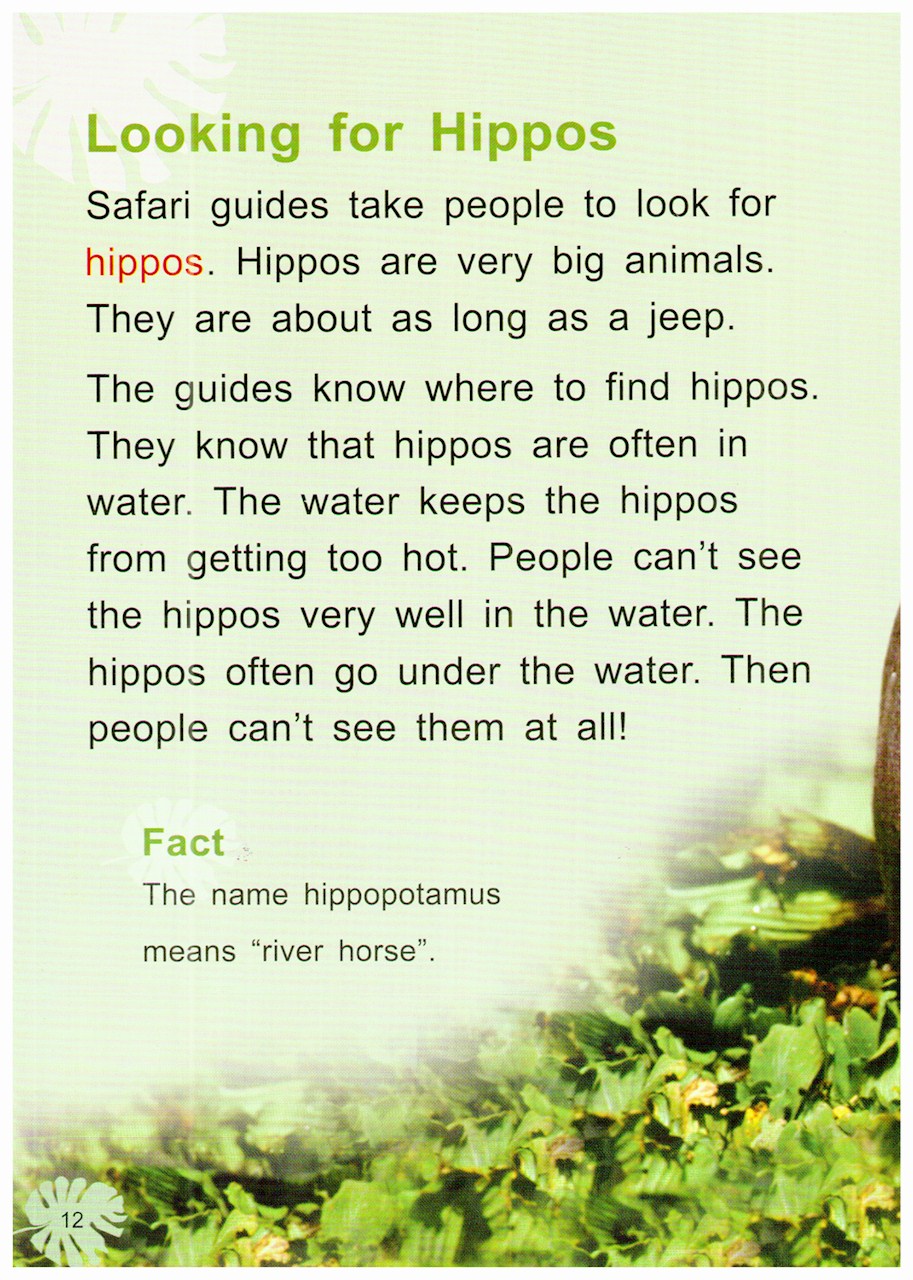 Looking for Hippos
Safari guides take people to look for
hippos. Hippos are very big animals.
They are about as long as a jeep.
The guides know where to find hippos.
They know that hippos are often in
water. The water keeps the hippos
from getting too hot. People can’t see
the hippos very well in the water. The
hippos often go under the water. Then
people can’t see them at all!
Fact
The name hippopotamus
means “river horse”.
12